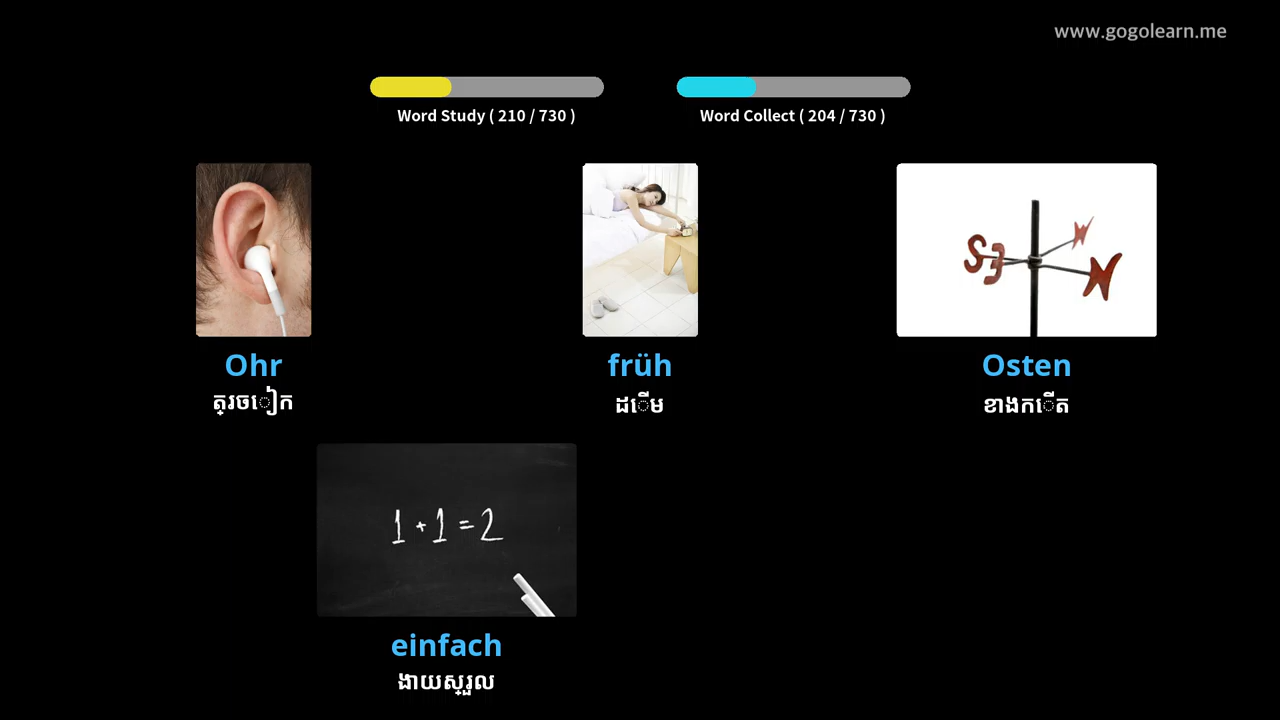 www.gogolearn.me
Word Study ( 210 / 730 )
Word Collect ( 204 / 730 )
S
E
N
W
Ohr
ត្រចៀក
früh
ដើម
Osten
ខាងកើត
1 + 1 = 2
einfach
ងាយស្រួល